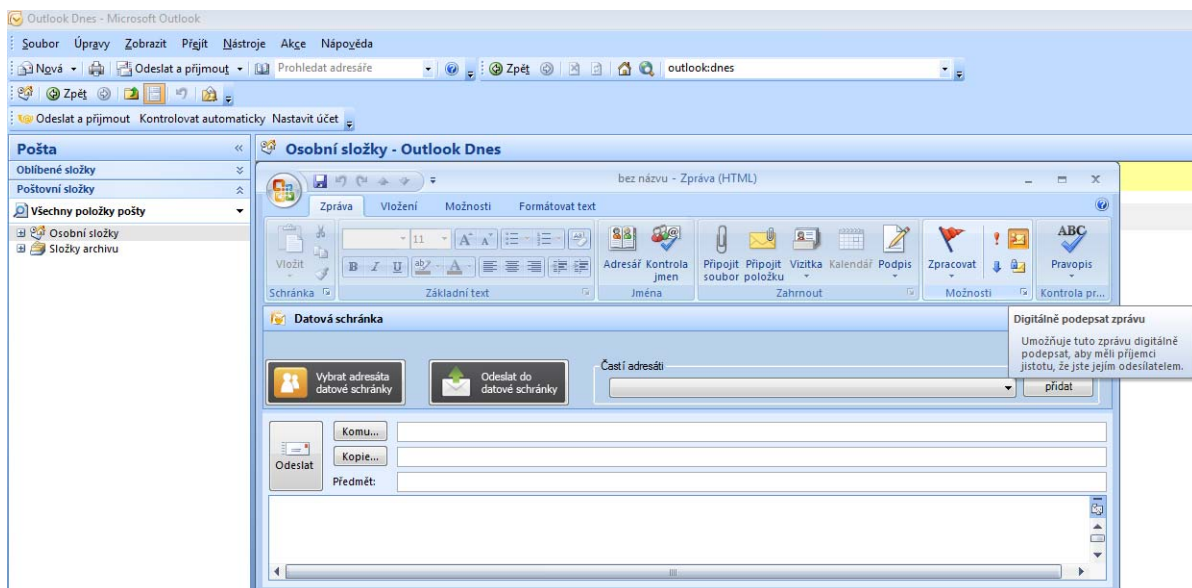 Outlook Dnes - Microsoft Outlook
Soubor Úpravy Zobrazit Přejít Nástroje Akce Nápověda
Nová Odeslat a přijmout Prohledat adresáře Zpět outlook:dnes
Zpět
Odeslat a přijmout Kontrolovat automaticky Nastavit účet
Pošta
Oblíbené složky
Poštovní složky
Všechny položky pošty
Osobní složky
Složky archivu
Osobní složky - Outlook Dnes
bez názvu - Zpráva (HTML)
Zpráva Vložení Možnosti Formátovat text
Vložit
Schránka
11 A A
B I U ab A
Základní text
Adresář Kontrola jmen
Jména
Připojit soubor Připojit položku Vizitka Kalendář Podpis
Zahrnout
Zpracovat
Možnosti
ABC
Pravopis
Kontrola pr...
Digitálně podepsat zprávu
Umožňuje tuto zprávu digitálně
podepsat, aby měli příjemci
jistotu, že jste jejím odesílatelem.
Datová schránka
Vybrat adresáta
datové schránky
Odeslat do
datové schránky
Častí adresáti
přidat
Odeslat
Komu...
Kopie...
Předmět: